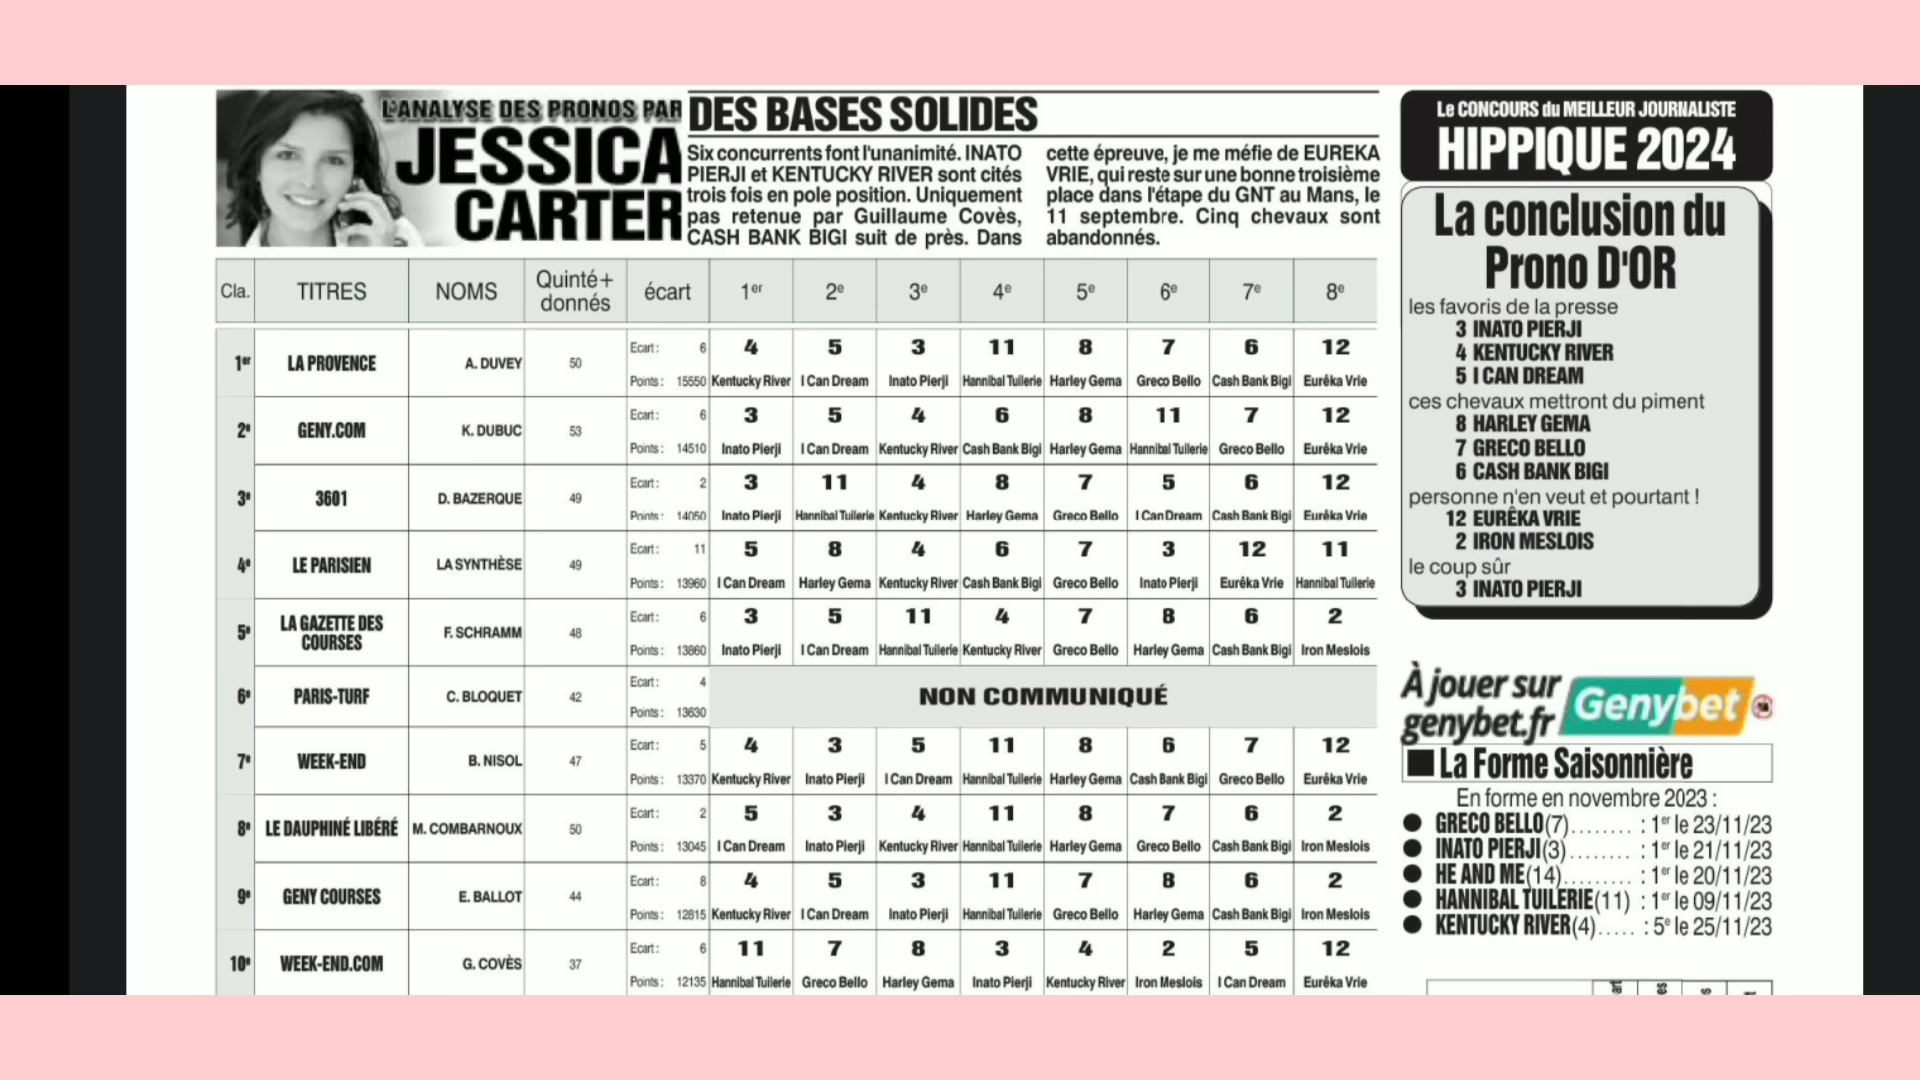 L'ANALYSE DES PRONOS PAR
JESSICA
CARTER
DES BASES SOLIDES
Six concurrents font l'unanimité. INATO
PIERJI et KENTUCKY RIVER sont cités
trois fois en pole position. Uniquement
pas retenue par Guillaume Covès,
CASH BANK BIGI suit de près. Dans
cette épreuve, je me méfie de EUREKA
VRIE, qui reste sur une bonne troisième
place dans l'étape du GNT au Mans, le
11 septembre. Cinq chevaux sont
abandonnés.
Cla. TITRES NOMS Quinté+ donnés écart 1er 2e 3e 4e 5e 6e 7e 8e
1er LA PROVENCE A. DUVEY 50 Ecart : 6 4 5 3 11 8 7 6 12
Points : 15550 Kentucky River I Can Dream Inato Pierji Hannibal Tuilerie Harley Gema Greco Bello Cash Bank Bigi Eurêka Vrie
2e GENY.COM K. DUBUC 53 Ecart : 6 3 5 4 6 8 11 7 12
Points : 14510 Inato Pierji I Can Dream Kentucky River Cash Bank Bigi Harley Gema Hannibal Tuilerie Greco Bello Eurêka Vrie
3e 3601 D. BAZERQUE 49 Ecart : 2 3 11 4 8 7 5 6 12
Points : 14050 Inato Pierji Hannibal Tuilerie Kentucky River Harley Gema Greco Bello I Can Dream Cash Bank Bigi Eurêka Vrie
4e LE PARISIEN LA SYNTHÈSE 49 Ecart : 11 5 8 4 6 7 3 12 11
Points : 13960 I Can Dream Harley Gema Kentucky River Cash Bank Bigi Greco Bello Inato Pierji Eurêka Vrie Hannibal Tuilerie
5e LA GAZETTE DES COURSES F. SCHRAMM 48 Ecart : 6 3 5 11 4 7 8 6 2
Points : 13860 Inato Pierji I Can Dream Hannibal Tuilerie Kentucky River Greco Bello Harley Gema Cash Bank Bigi Iron Meslois
6e PARIS-TURF C. BLOQUET 42 Ecart : 4 NON COMMUNIQUÉ
Points : 13630
7e WEEK-END B. NISOL 47 Ecart : 5 4 3 5 11 8 6 7 12
Points : 13370 Kentucky River Inato Pierji I Can Dream Hannibal Tuilerie Harley Gema Cash Bank Bigi Greco Bello Eurêka Vrie
8e LE DAUPHINÉ LIBÉRÉ M. COMBARNOUX 50 Ecart : 2 5 3 4 11 8 7 6 2
Points : 13045 I Can Dream Inato Pierji Kentucky River Hannibal Tuilerie Harley Gema Greco Bello Cash Bank Bigi Iron Meslois
9e GENY COURSES E. BALLOT 44 Ecart : 8 4 5 3 11 7 8 6 2
Points : 12815 Kentucky River I Can Dream Inato Pierji Hannibal Tuilerie Greco Bello Harley Gema Cash Bank Bigi Iron Meslois
10e WEEK-END.COM G. COVÈS 37 Ecart : 6 11 7 8 3 4 2 5 12
Points : 12135 Hannibal Tuilerie Greco Bello Harley Gema Inato Pierji Kentucky River Iron Meslois I Can Dream Eurêka Vrie
Le CONCOURS du MEILLEUR JOURNALISTE
HIPPIQUE 2024
La conclusion du
Prono D'OR
les favoris de la presse
3 INATO PIERJI
4 KENTUCKY RIVER
5 I CAN DREAM
ces chevaux mettront du piment
8 HARLEY GEMA
7 GRECO BELLO
6 CASH BANK BIGI
personne n'en veut et pourtant !
12 EURÊKA VRIE
2 IRON MESLOIS
le coup sûr
3 INATO PIERJI
À jouer sur
genybet.fr
Genybet
La Forme Saisonnière
En forme en novembre 2023 :
● GRECO BELLO(7)........ : 1er le 23/11/23
● INATO PIERJI(3)........ : 1er le 21/11/23
● HE AND ME(14)......... : 1er le 20/11/23
● HANNIBAL TUILERIE(11) : 1er le 09/11/23
● KENTUCKY RIVER(4)..... : 5e le 25/11/23